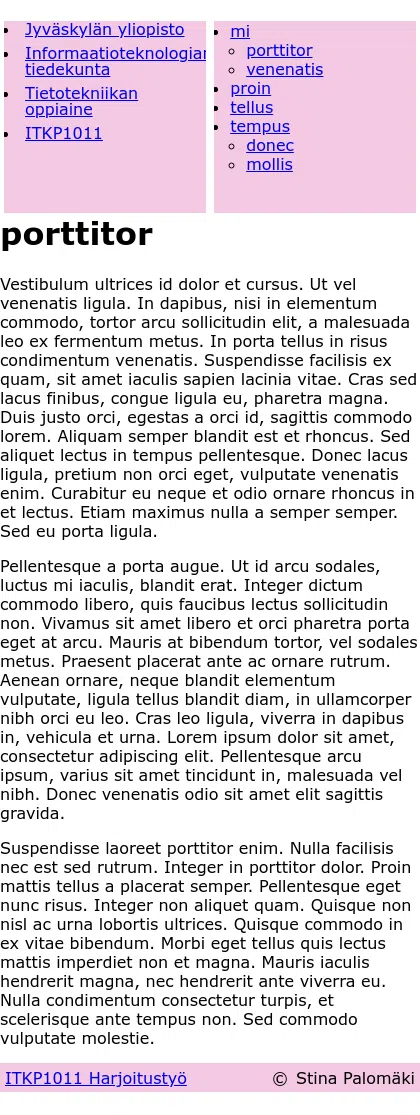 Jyväskylän yliopisto
Informaatioteknologian
tiedekunta
Tietotekniikan
oppiaine
ITKP1011
mi
porttitor
venenatis
proin
tellus
tempus
donec
mollis
porttitor
Vestibulum ultrices id dolor et cursus. Ut vel
venenatis ligula. In dapibus, nisi in elementum
commodo, tortor arcu sollicitudin elit, a malesuada
leo ex fermentum metus. In porta tellus in risus
condimentum venenatis. Suspendisse facilisis ex
quam, sit amet iaculis sapien lacinia vitae. Cras sed
lacus finibus, congue ligula eu, pharetra magna.
Duis justo orci, egestas a orci id, sagittis commodo
lorem. Aliquam semper blandit est et rhoncus. Sed
aliquet lectus in tempus pellentesque. Donec lacus
ligula, pretium non orci eget, vulputate venenatis
enim. Curabitur eu neque et odio ornare rhoncus in
et lectus. Etiam maximus nulla a semper semper.
Sed eu porta ligula.
Pellentesque a porta augue. Ut id arcu sodales,
luctus mi iaculis, blandit erat. Integer dictum
commodo libero, quis faucibus lectus sollicitudin
non. Vivamus sit amet libero et orci pharetra porta
eget at arcu. Mauris at bibendum tortor, vel sodales
metus. Praesent placerat ante ac ornare rutrum.
Aenean ornare, neque blandit elementum
vulputate, ligula tellus blandit diam, in ullamcorper
nibh orci eu leo. Cras leo ligula, viverra in dapibus
in, vehicula et urna. Lorem ipsum dolor sit amet,
consectetur adipiscing elit. Pellentesque arcu
ipsum, varius sit amet tincidunt in, malesuada vel
nibh. Donec venenatis odio sit amet elit sagittis
gravida.
Suspendisse laoreet porttitor enim. Nulla facilisis
nec est sed rutrum. Integer in porttitor dolor. Proin
mattis tellus a placerat semper. Pellentesque eget
nunc risus. Integer non aliquet quam. Quisque non
nisl ac urna lobortis ultrices. Quisque commodo in
ex vitae bibendum. Morbi eget tellus quis lectus
mattis imperdiet non et magna. Mauris iaculis
hendrerit magna, nec hendrerit ante viverra eu.
Nulla condimentum consectetur turpis, et
scelerisque ante tempus non. Sed commodo
vulputate molestie.
ITKP1011 Harjoitustyö
© Stina Palomäki